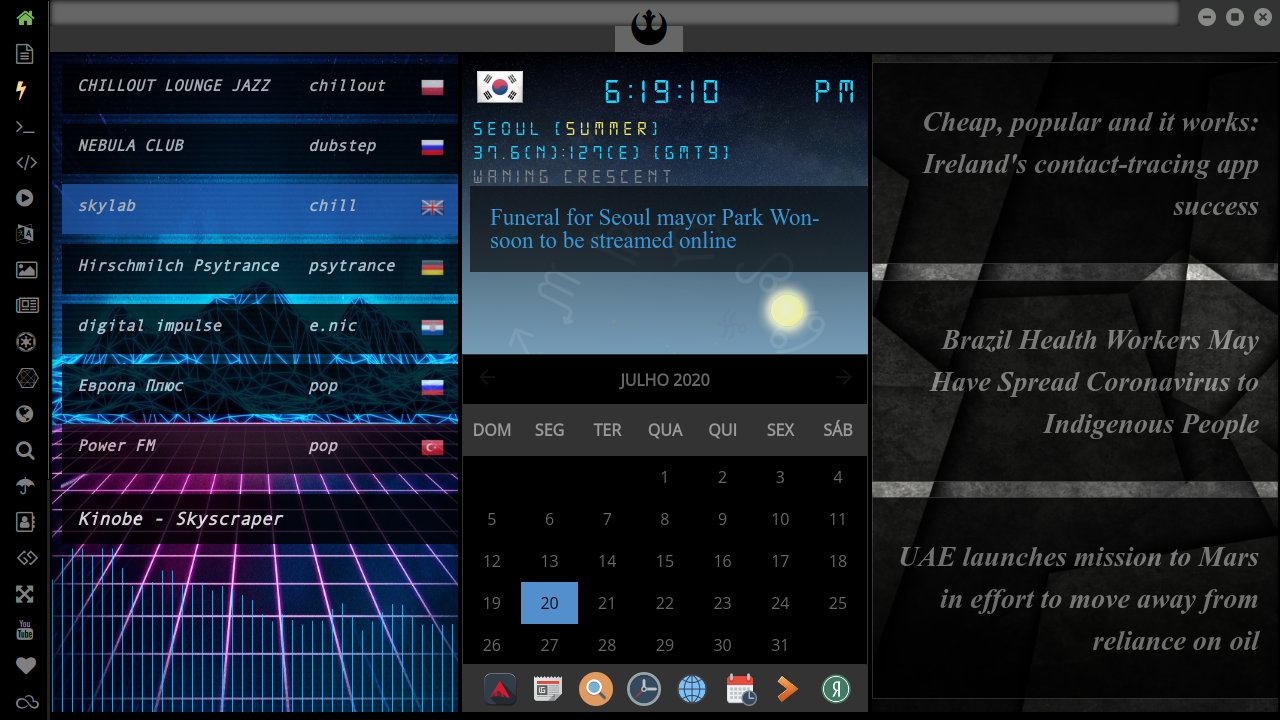 CHILLOUT LOUNGE JAZZ chillout
NEBULA CLUB dubstep
skylab chill
Hirschmilch Psytrance psytrance
digital impulse e.nic
Европа Плюс pop
Power FM pop
Kinobe - Skyscraper
6:19:10 PM
SEOUL [SUMMER]
37.6(N):127(E) [GMT9]
WANING CRESCENT
Funeral for Seoul mayor Park Won-
soon to be streamed online
JULHO 2020
DOM SEG TER QUA QUI SEX SÁB
1 2 3 4
5 6 7 8 9 10 11
12 13 14 15 16 17 18
19 20 21 22 23 24 25
26 27 28 29 30 31
Cheap, popular and it works:
Ireland's contact-tracing app
success
Brazil Health Workers May
Have Spread Coronavirus to
Indigenous People
UAE launches mission to Mars
in effort to move away from
reliance on oil
You
Tube
Я